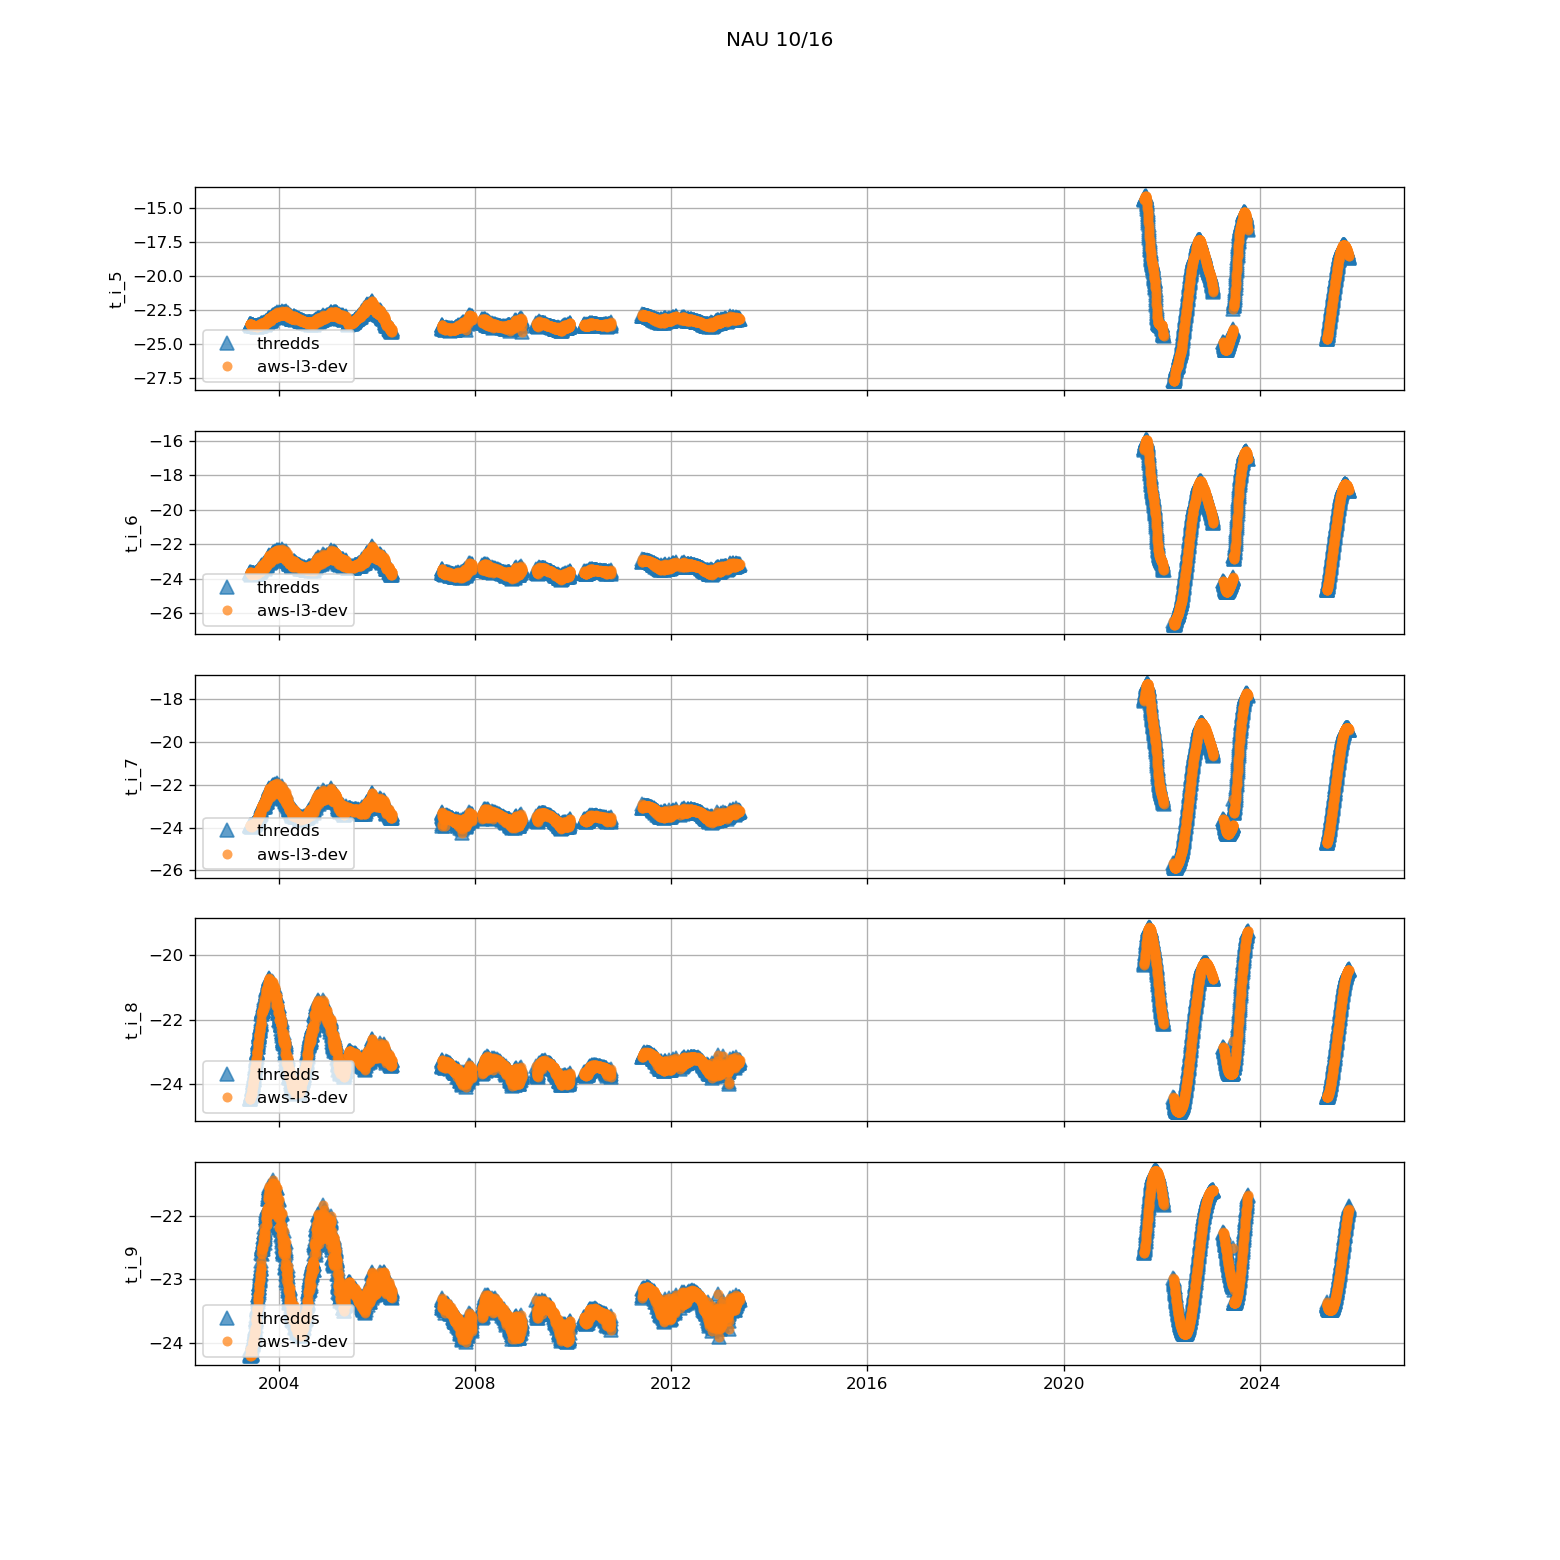 NAU 10/16
−15.0
−17.5
−20.0
−22.5
−25.0
−27.5
t_i_5
thredds
aws-l3-dev
−16
−18
−20
−22
−24
−26
t_i_6
thredds
aws-l3-dev
−18
−20
−22
−24
−26
t_i_7
thredds
aws-l3-dev
−20
−22
−24
t_i_8
thredds
aws-l3-dev
−22
−23
−24
t_i_9
thredds
aws-l3-dev
2004 2008 2012 2016 2020 2024